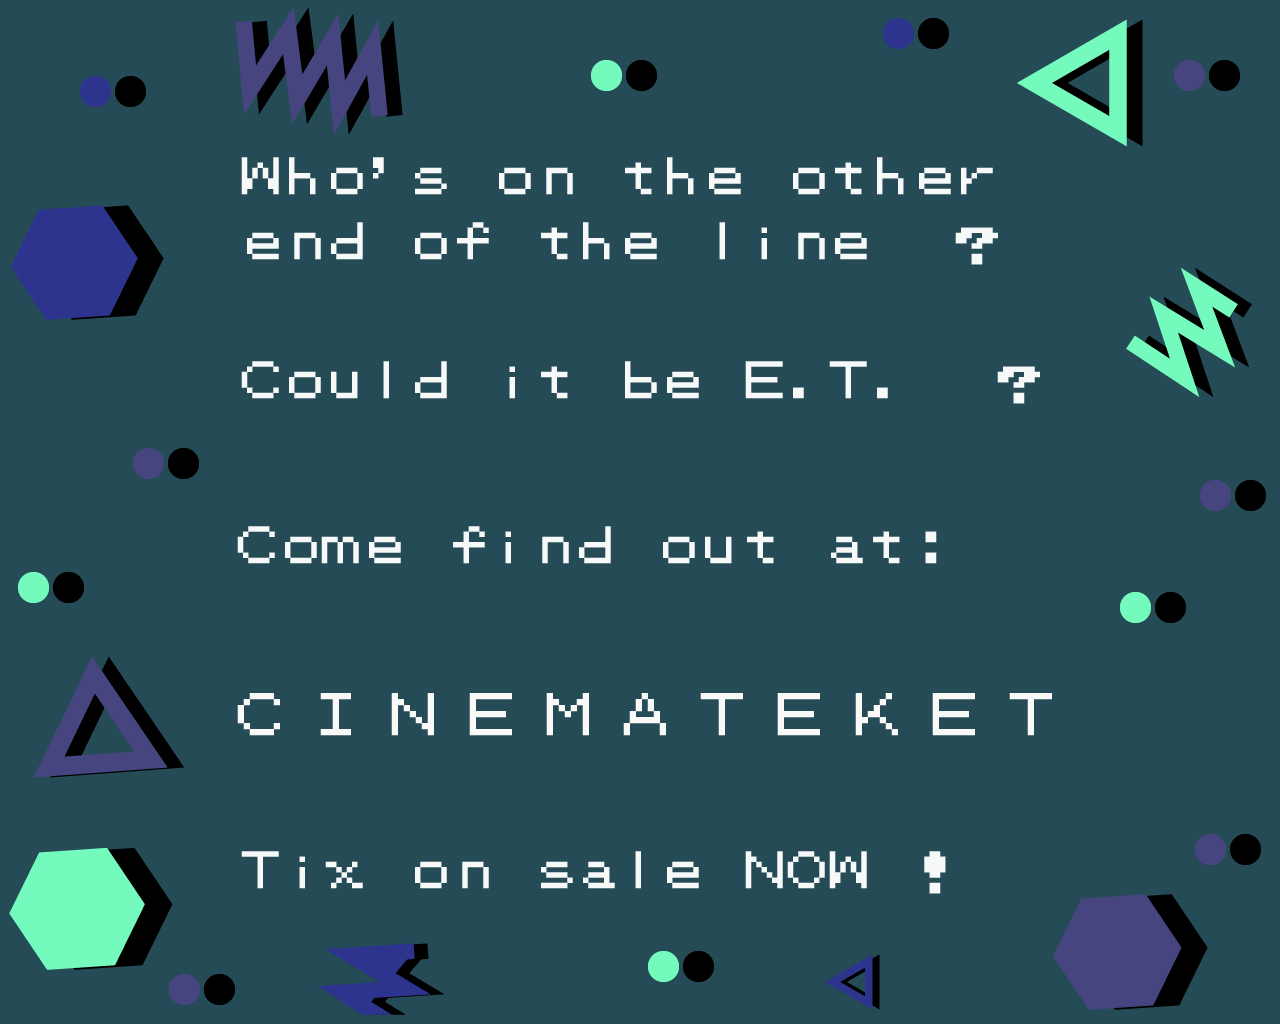 Who's on the other
end of the line ?
Could it be E.T. ?
Come find out at:
CINEMATEKET
Tix on sale NOW !